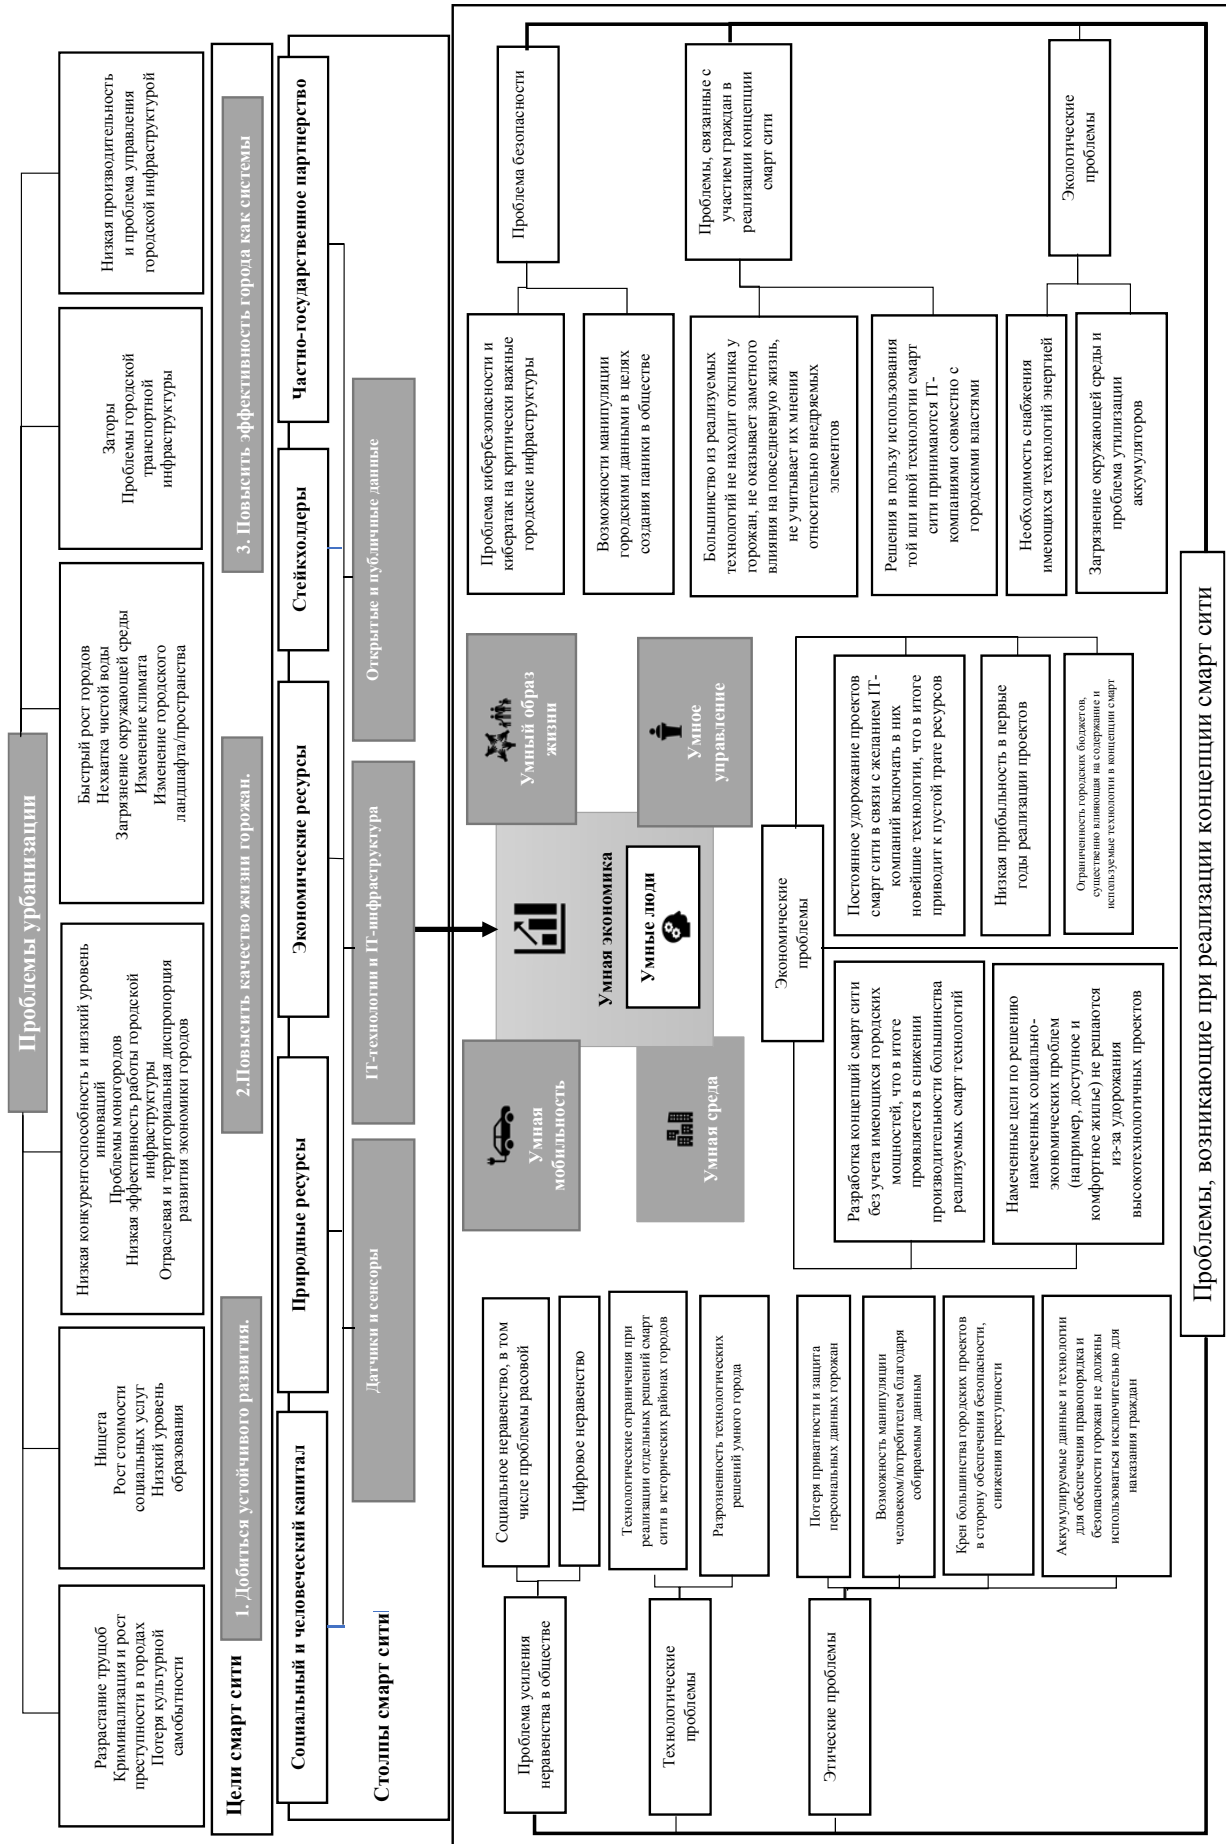 Проблемы урбанизации
Разрастание трущоб
Криминализация и рост
преступности в городах
Потеря культурной
самобытности
Нищета
Рост стоимости
социальных услуг
Низкий уровень
образования
Низкая конкурентоспособность и низкий уровень
инноваций
Проблемы моногородов
Низкая эффективность работы городской
инфраструктуры
Отраслевая и территориальная диспропорция
развития экономики городов
Быстрый рост городов
Нехватка чистой воды
Загрязнение окружающей среды
Изменение климата
Изменение городского
ландшафта/пространства
Заторы
Проблемы городской
транспортной
инфраструктуры
Низкая производительность
и проблема управления
городской инфраструктурой
Цели смарт сити
1. Добиться устойчивого развития.
2.Повысить качество жизни горожан.
3. Повысить эффективность города как системы
Социальный и человеческий капитал
Природные ресурсы
Экономические ресурсы
Стейкхолдеры
Частно-государственное партнерство
Столпы смарт сити
Датчики и сенсоры
IT-технологии и IT-инфраструктура
Открытые и публичные данные
Умная
мобильность
Умная среда
Умная экономика
Умные люди
Умный образ
жизни
Умное
управление
Проблема усиления
неравенства в обществе
Социальное неравенство, в том
числе проблемы расовой
Цифровое неравенство
Технологические
проблемы
Технологические ограничения при
реализации отдельных решений смарт
сити в исторических районах городов
Разрозненность технологических
решений умного города
Этические проблемы
Потеря приватности и защита
персональных данных горожан
Возможность манипуляции
человеком/потребителем благодаря
собираемым данным
Крен большинства городских проектов
в сторону обеспечения безопасности,
снижения преступности
Аккумулируемые данные и технологии
для обеспечения правопорядка и
безопасности горожан не должны
использоваться исключительно для
наказания граждан
Экономические
проблемы
Разработка концепций смарт сити
без учета имеющихся городских
мощностей, что в итоге
проявляется в снижении
производительности большинства
реализуемых смарт технологий
Намеченные цели по решению
намеченных социально-
экономических проблем
(например, доступное и
комфортное жилье) не решаются
из-за удорожания
высокотехнологичных проектов
Постоянное удорожание проектов
смарт сити в связи с желанием IT-
компаний включать в них
новейшие технологии, что в итоге
приводит к пустой трате ресурсов
Низкая прибыльность в первые
годы реализации проектов
Ограниченность городских бюджетов,
существенно влияющая на содержание и
используемые технологии в концепции смарт
Проблема безопасности
Проблема кибербезопасности и
кибератак на критически важные
городские инфраструктуры
Возможности манипуляции
городскими данными в целях
создания паники в обществе
Проблемы, связанные с
участием граждан в
реализации концепции
смарт сити
Большинство из реализуемых
технологий не находит отклика у
горожан, не оказывает заметного
влияния на повседневную жизнь,
не учитывает их мнения
относительно внедряемых
элементов
Решения в пользу использования
той или иной технологии смарт
сити принимаются IT-
компаниями совместно с
городскими властями
Экологические
проблемы
Необходимость снабжения
имеющихся технологий энергией
Загрязнение окружающей среды и
проблема утилизации
аккумуляторов
Проблемы, возникающие при реализации концепции смарт сити